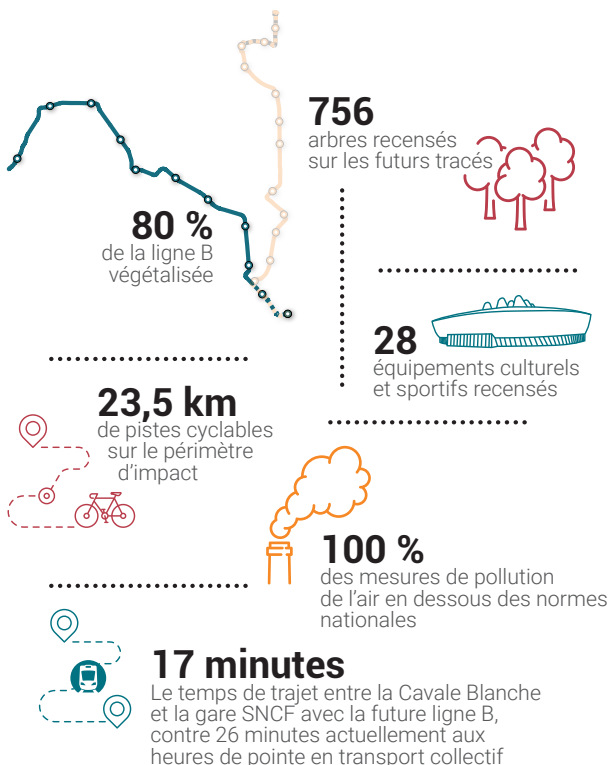 756
arbres recensés
sur les futurs tracés
80 %
de la ligne B
végétalisée
28
équipements culturels
et sportifs recensés
23,5 km
de pistes cyclables
sur le périmètre
d’impact
100 %
des mesures de pollution
de l’air en dessous des normes
nationales
17 minutes
Le temps de trajet entre la Cavale Blanche
et la gare SNCF avec la future ligne B,
contre 26 minutes actuellement aux
heures de pointe en transport collectif